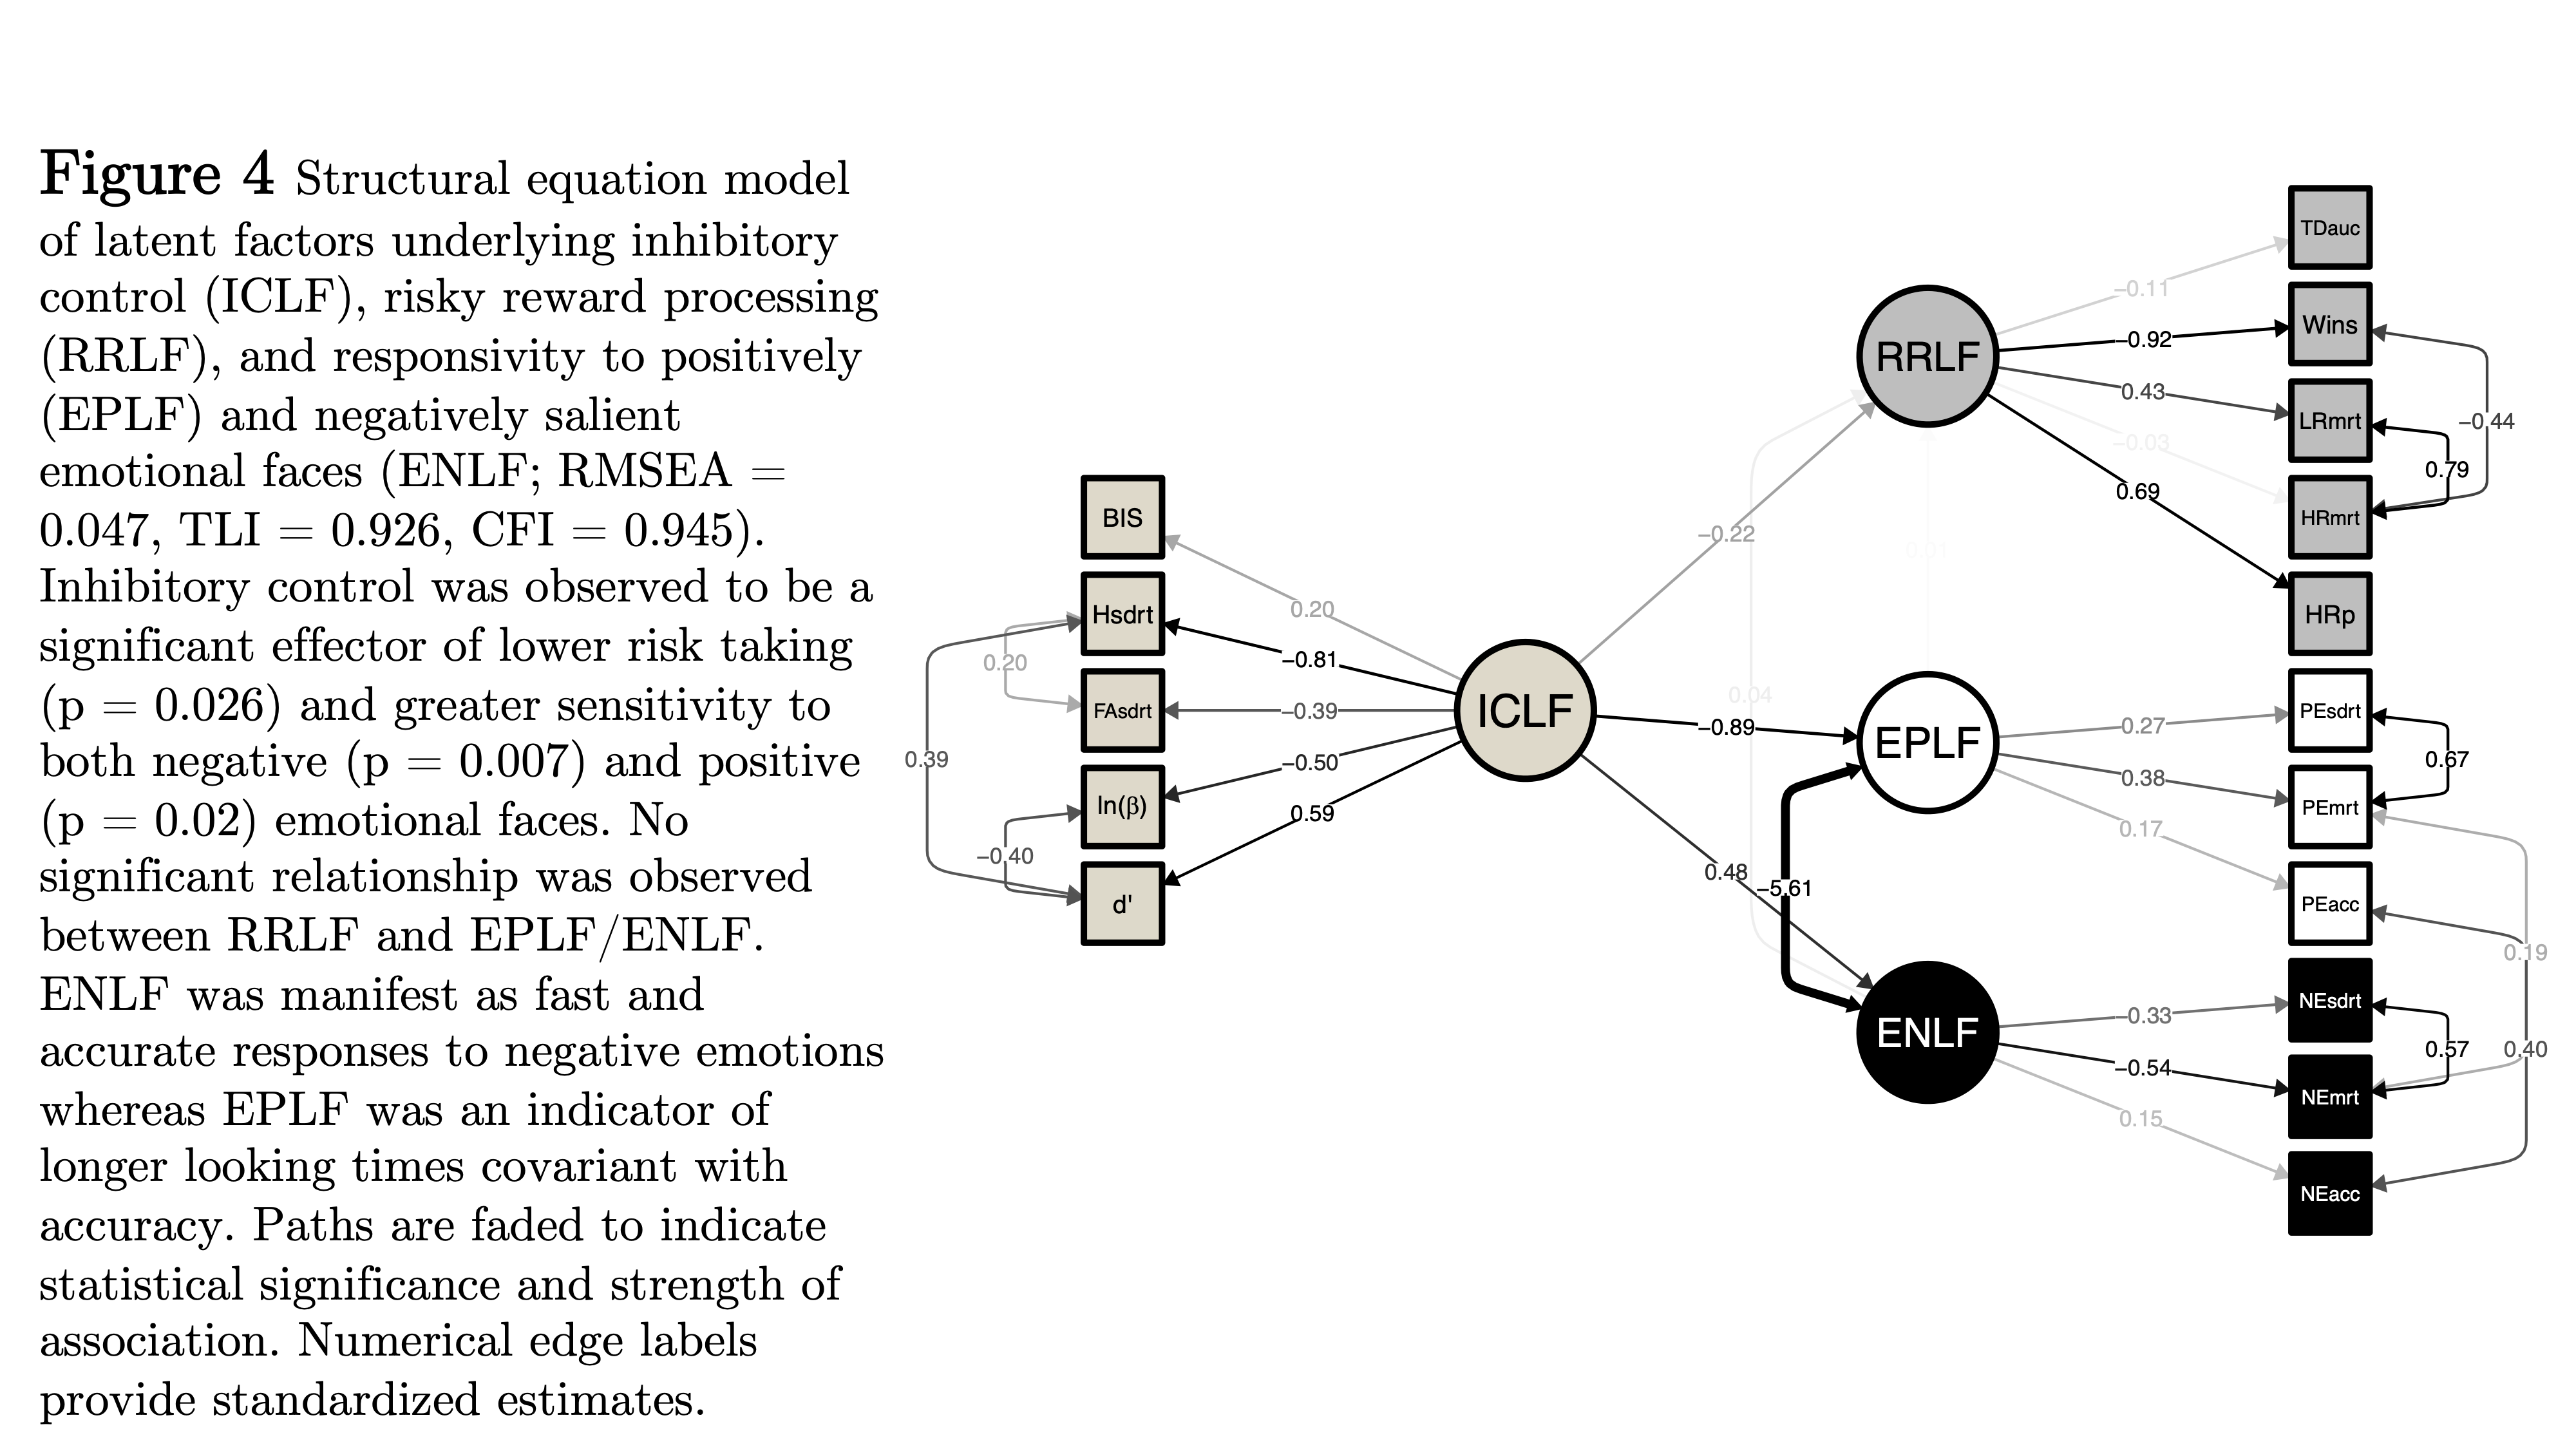 Figure 4 Structural equation model
of latent factors underlying inhibitory
control (ICLF), risky reward processing
(RRLF), and responsivity to positively
(EPLF) and negatively salient
emotional faces (ENLF; RMSEA =
0.047, TLI = 0.926, CFI = 0.945).
Inhibitory control was observed to be a
significant effector of lower risk taking
(p = 0.026) and greater sensitivity to
both negative (p = 0.007) and positive
(p = 0.02) emotional faces. No
significant relationship was observed
between RRLF and EPLF/ENLF.
ENLF was manifest as fast and
accurate responses to negative emotions
whereas EPLF was an indicator of
longer looking times covariant with
accuracy. Paths are faded to indicate
statistical significance and strength of
association. Numerical edge labels
provide standardized estimates.
BIS
Hsdrt
FAsdrt
ln(β)
d'
0.20
0.39
−0.40
0.20
−0.81
−0.39
−0.50
0.59
ICLF
−0.22
0.04
−0.89
0.48
−5.61
RRLF
EPLF
ENLF
−0.11
−0.92
0.43
−0.03
0.69
0.27
0.38
0.17
−0.33
−0.54
0.15
TDauc
Wins
LRmrt
HRmrt
HRp
PEsdrt
PEmrt
PEacc
NEsdrt
NEmrt
NEacc
−0.44
0.79
0.67
0.19
0.57
0.40